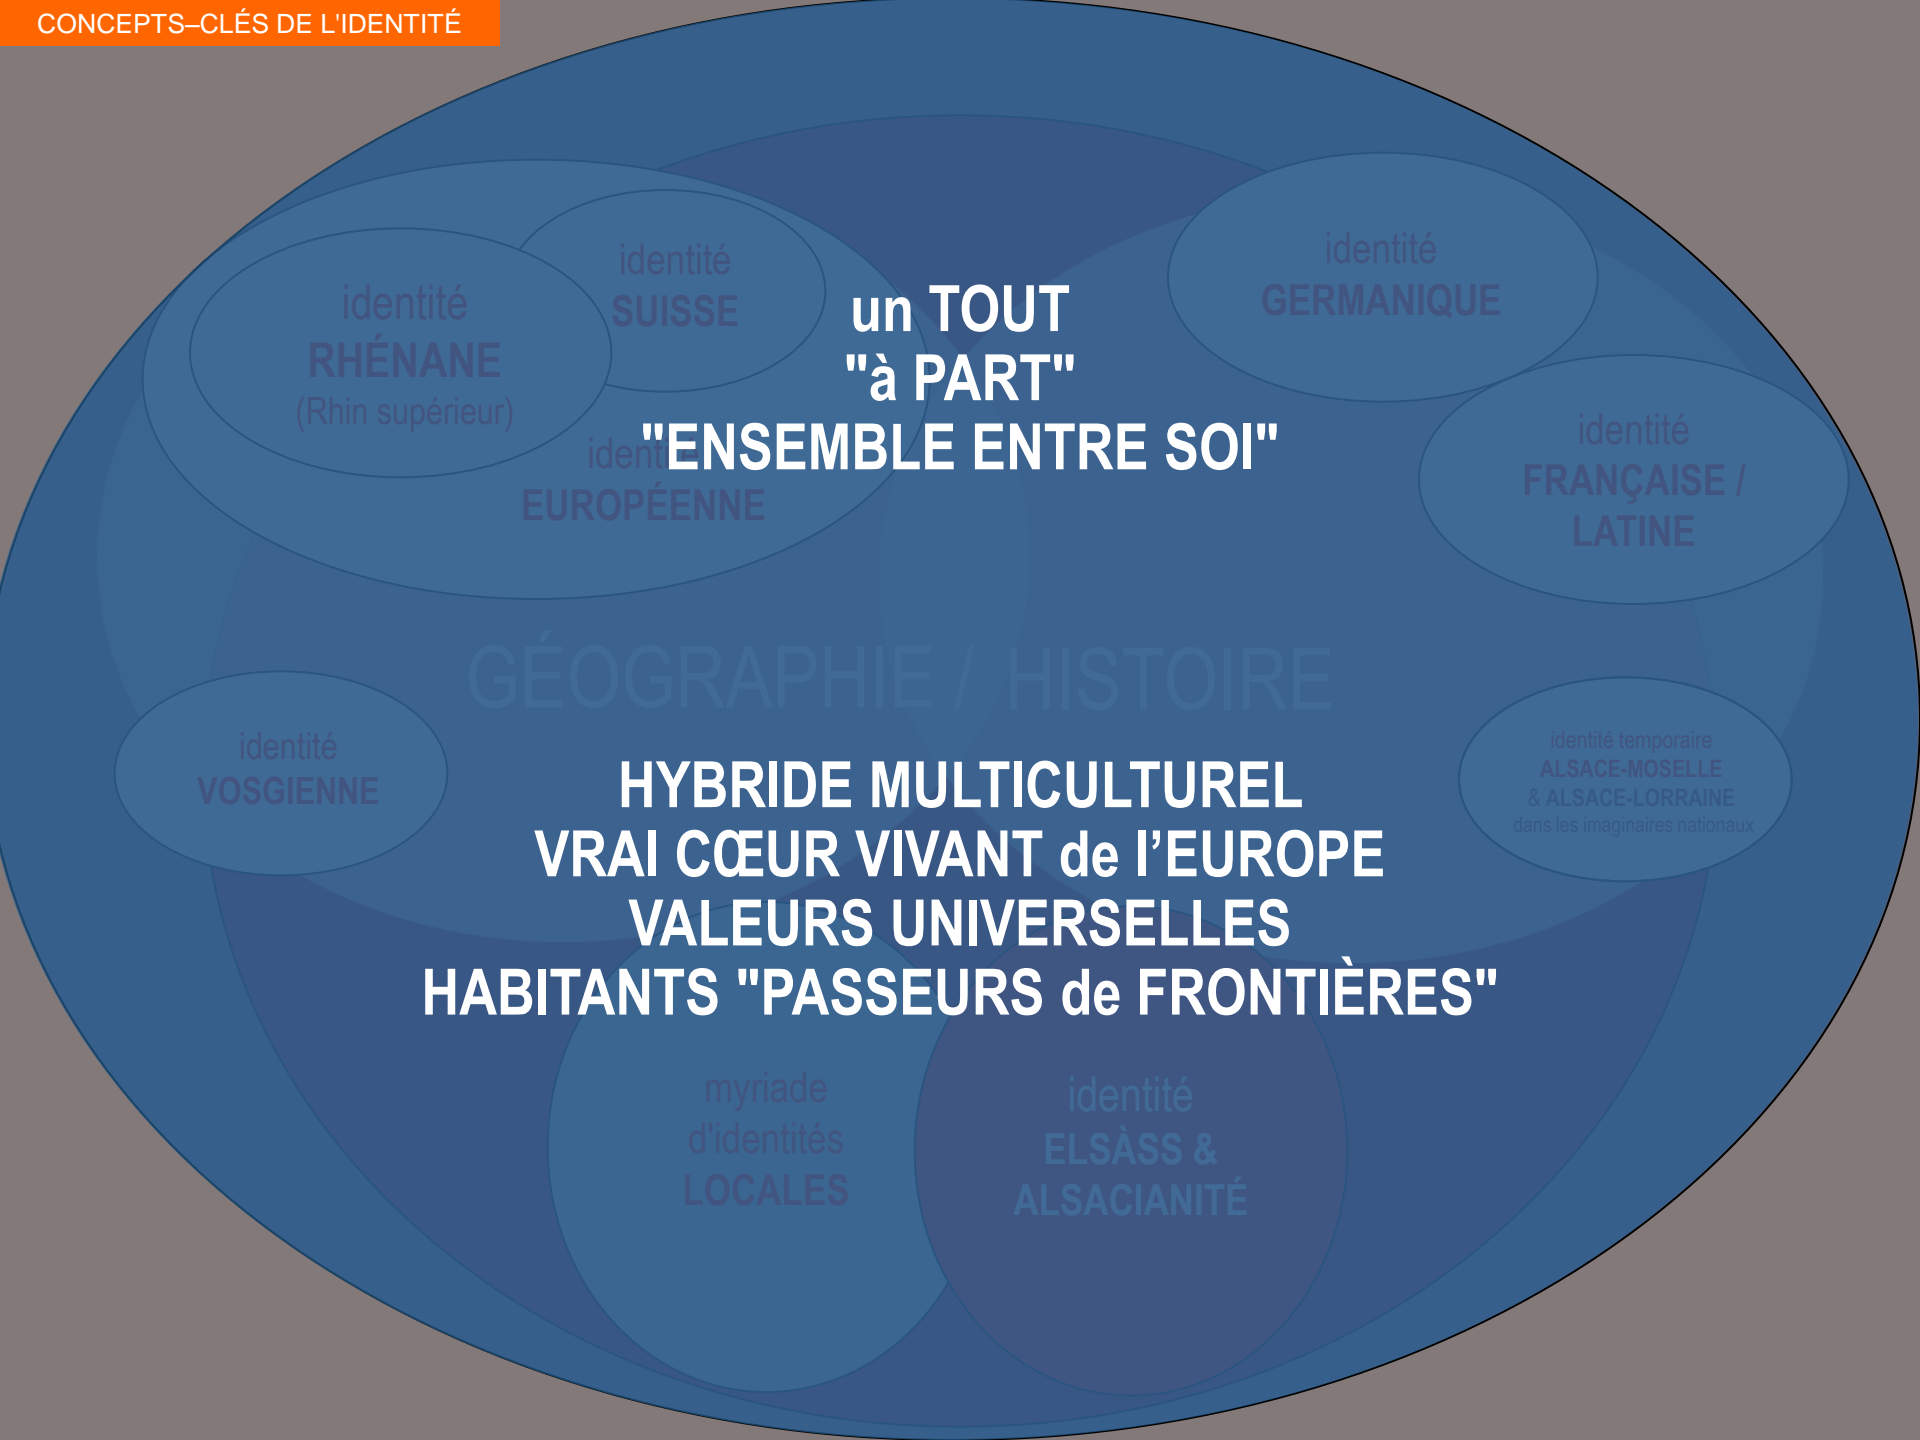 CONCEPTS–CLÉS DE L'IDENTITÉ
identité
SUISSE
identité
RHÉNANE
(Rhin supérieur)
identité
EUROPÉENNE
identité
GERMANIQUE
identité
FRANÇAISE /
LATINE
un TOUT
"à PART"
"ENSEMBLE ENTRE SOI"
GÉOGRAPHIE / HISTOIRE
identité
VOSGIENNE
identité temporaire
ALSACE-MOSELLE
& ALSACE-LORRAINE
dans les imaginaires nationaux
HYBRIDE MULTICULTUREL
VRAI CŒUR VIVANT de l’EUROPE
VALEURS UNIVERSELLES
HABITANTS "PASSEURS de FRONTIÈRES"
myriade
d'identités
LOCALES
identité
ELSÀSS &
ALSACIANITÉ